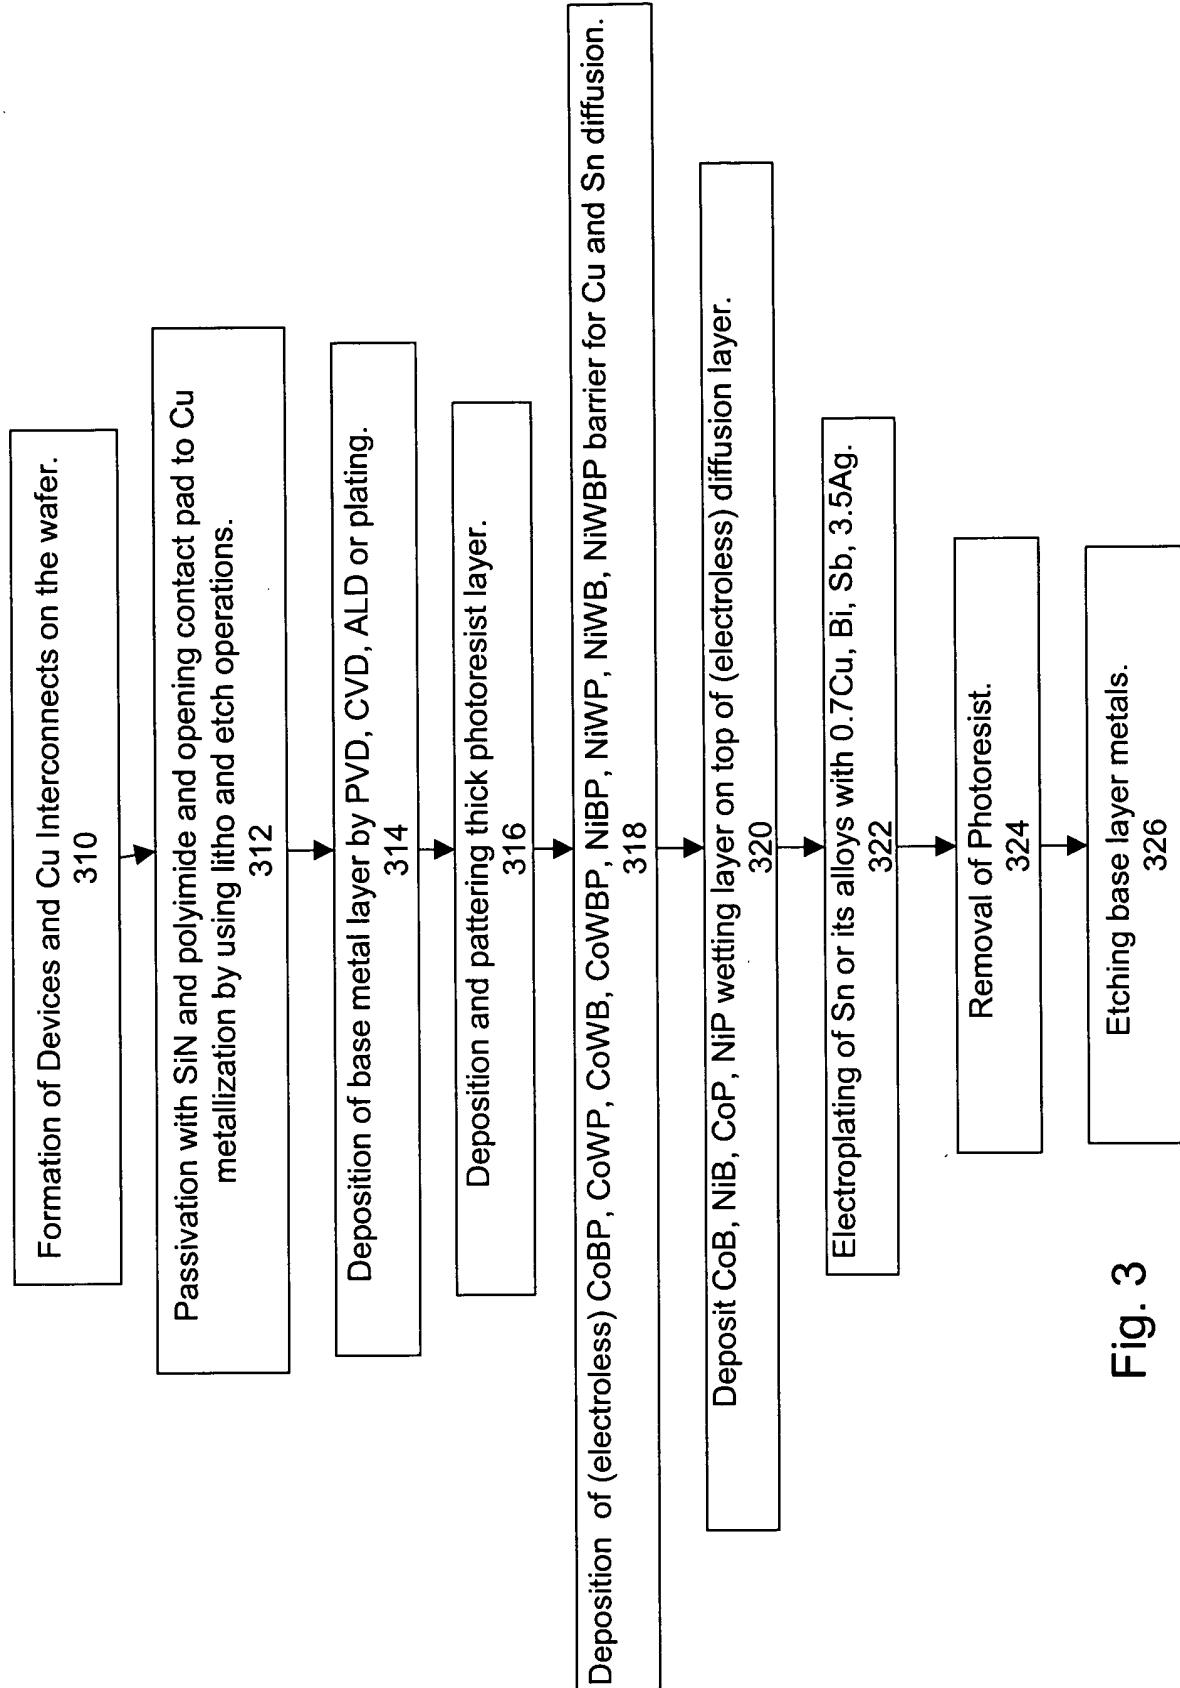 Formation of Devices and Cu Interconnects on the wafer.
310
Passivation with SiN and polyimide and opening contact pad to Cu
metallization by using litho and etch operations.
312
Deposition of base metal layer by PVD, CVD, ALD or plating.
314
Deposition and pattering thick photoresist layer.
316
Deposition of (electroless) CoBP, CoWP, CoWB, CoWBP, NiBP, NiWP, NiWB, NiWBP barrier for Cu and Sn diffusion.
318
Deposit CoB, NiB, CoP, NiP wetting layer on top of (electroless) diffusion layer.
320
Electroplating of Sn or its alloys with 0.7Cu, Bi, Sb, 3.5Ag.
322
Removal of Photoresist.
324
Etching base layer metals.
326
Fig. 3